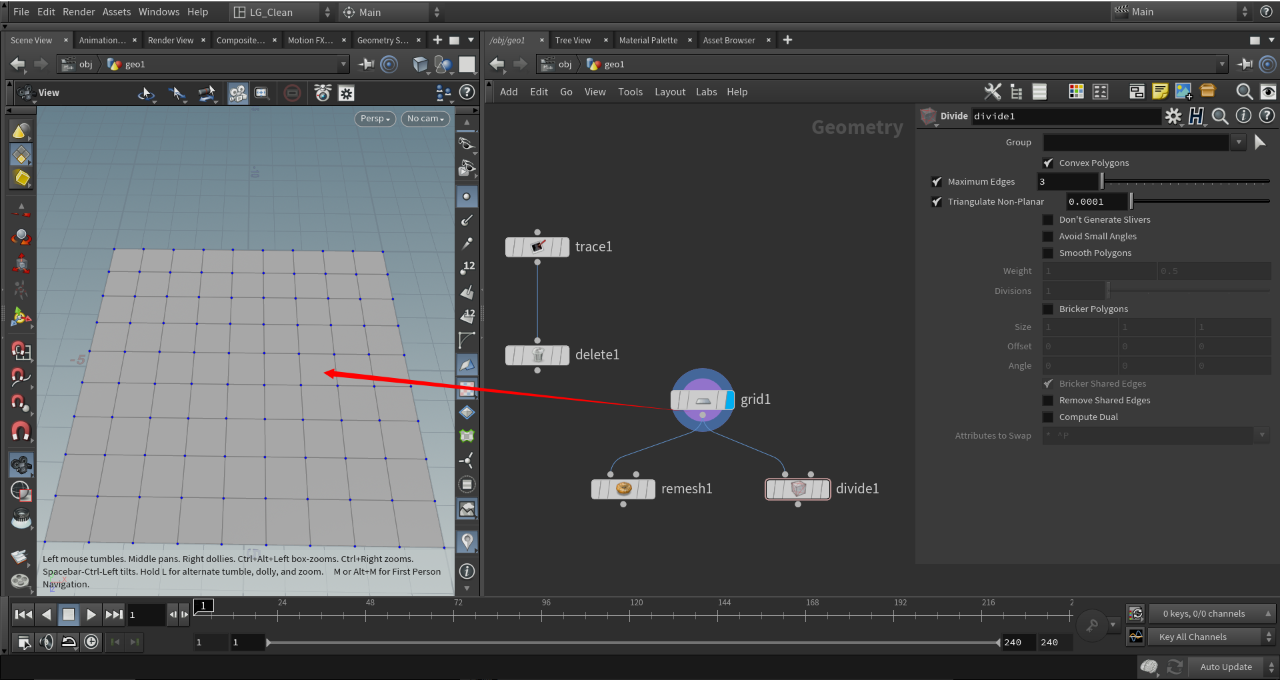 File Edit Render Assets Windows Help LG_Clean Main Main
Scene View Animation... Render View Composite... Motion FX... Geometry S...
/obj/geo1 Tree View Material Palette Asset Browser
obj geo1
obj geo1
View
Add Edit Go View Tools Layout Labs Help
Persp No cam
Geometry
-5
12
12
trace1
delete1
grid1
remesh1
divide1
Divide divide1
Group
Convex Polygons
Maximum Edges 3
Triangulate Non-Planar 0.0001
Don't Generate Slivers
Avoid Small Angles
Smooth Polygons
Weight 1 0.5
Divisions 1
Bricker Polygons
Size 1 1 1
Offset 0 0 0
Angle 0 0 0
Bricker Shared Edges
Remove Shared Edges
Compute Dual
Attributes to Swap * ^P
Left mouse tumbles. Middle pans. Right dollies. Ctrl+Alt+Left box-zooms. Ctrl+Right zooms.
Spacebar-Ctrl-Left tilts. Hold L for alternate tumble, dolly, and zoom. M or Alt+M for First Person
Navigation.
1 1 24 48 72 96 120 144 168 192 216 2
0 keys, 0/0 channels
1 1 240 240
Key All Channels
Auto Update